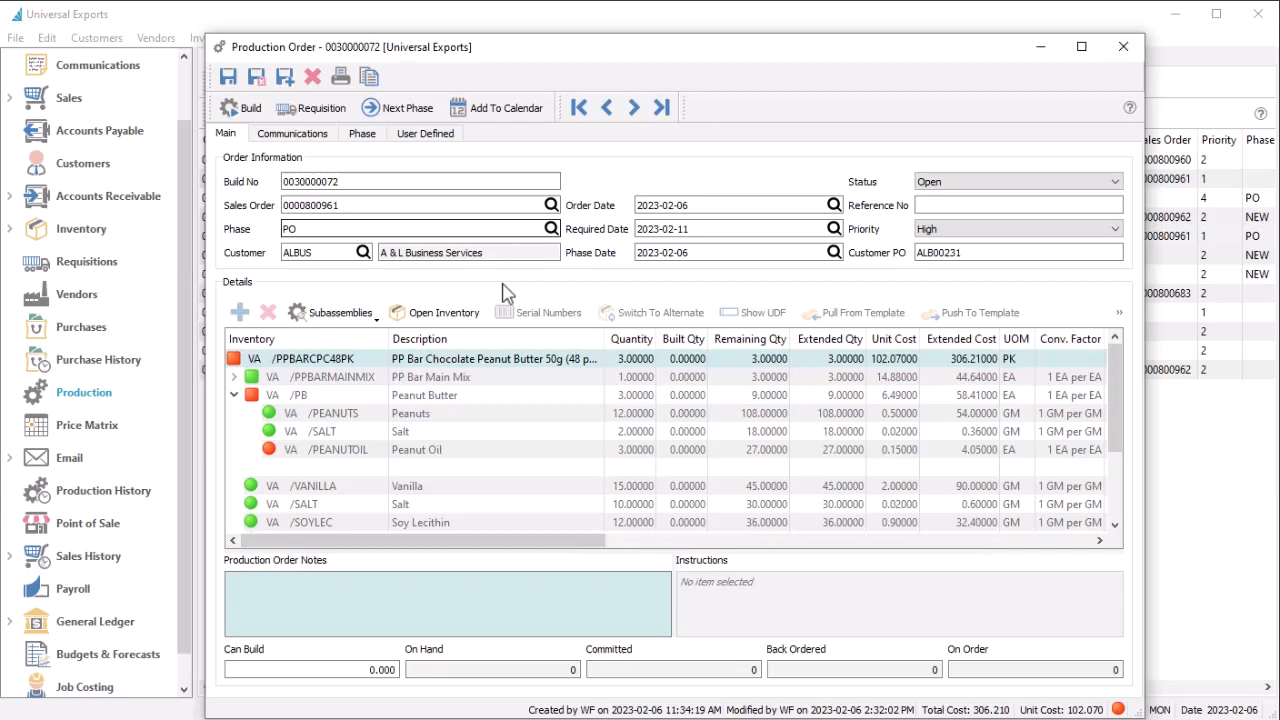 Universal Exports
File Edit Customers Vendors
Communications
Sales
Accounts Payable
Customers
Accounts Receivable
Inventory
Requisitions
Vendors
Purchases
Purchase History
Production
Price Matrix
Email
Production History
Point of Sale
Sales History
Payroll
General Ledger
Budgets & Forecasts
Job Costing
Production Order - 0030000072 [Universal Exports]
Build Requisition Next Phase 12 Add To Calendar
Main Communications Phase User Defined
Order Information
Build No 0030000072 Status Open
Sales Order 0000800961 Order Date 2023-02-06 Reference No
Phase PO Required Date 2023-02-11 Priority High
Customer ALBUS A & L Business Services Phase Date 2023-02-06 Customer PO ALB00231
Details
Subassemblies Open Inventory Serial Numbers Switch To Alternate Show UDF Pull From Template Push To Template »
Inventory Description Quantity Built Qty Remaining Qty Extended Qty Unit Cost Extended Cost UOM Conv. Factor
VA /PPBARCPC48PK PP Bar Chocolate Peanut Butter 50g (48 p... 3.00000 0.00000 3.00000 3.00000 102.07000 306.21000 PK
VA /PPBARMAINMIX PP Bar Main Mix 1.00000 0.00000 3.00000 3.00000 14.88000 44.64000 EA 1 EA per EA
VA /PB Peanut Butter 3.00000 0.00000 9.00000 9.00000 6.49000 58.41000 EA 1 EA per EA
VA /PEANUTS Peanuts 12.00000 0.00000 108.00000 108.00000 0.50000 54.00000 GM 1 GM per GM
VA /SALT Salt 2.00000 0.00000 18.00000 18.00000 0.02000 0.36000 GM 1 GM per GM
VA /PEANUTOIL Peanut Oil 3.00000 0.00000 27.00000 27.00000 0.15000 4.05000 EA 1 EA per EA
VA /VANILLA Vanilla 15.00000 0.00000 45.00000 45.00000 2.00000 90.00000 GM 1 GM per GM
VA /SALT Salt 10.00000 0.00000 30.00000 30.00000 0.02000 0.60000 GM 1 GM per GM
VA /SOYLEC Soy Lecithin 12.00000 0.00000 36.00000 36.00000 0.90000 32.40000 GM 1 GM per GM
Production Order Notes Instructions
No item selected
Can Build On Hand Committed Back Ordered On Order
0.000 0 0 0 0
Created by WF on 2023-02-06 11:34:19 AM Modified by WF on 2023-02-06 2:32:02 PM Total Cost: 306.210 Unit Cost: 102.070
Priority Phase
2
1
4 PO
2 NEW
1 PO
2 NEW
2 NEW
2
1
2
2
2
MON Date 2023-02-06